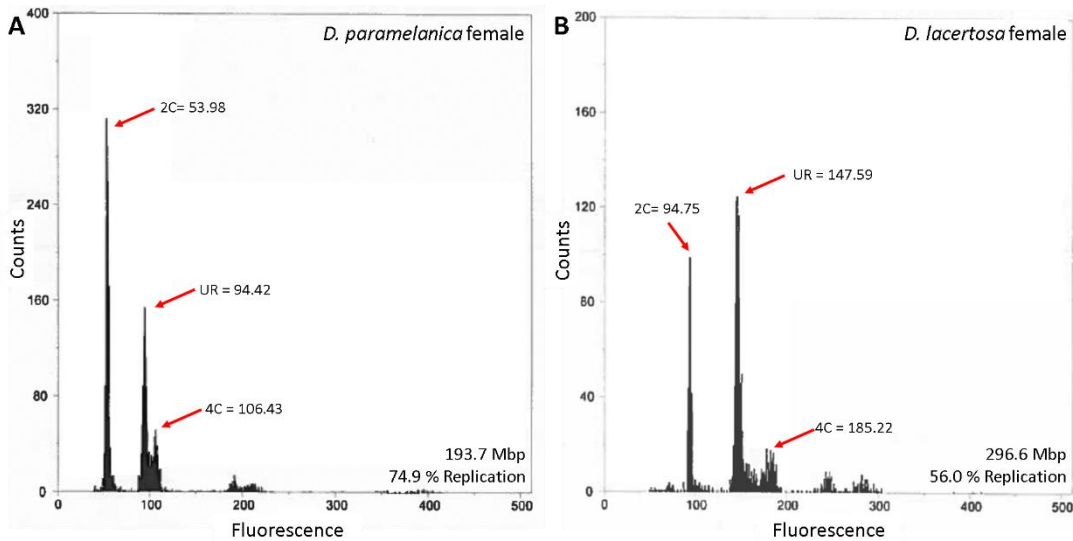 A
D. paramelanica female
400
320
240
160
80
0
Counts
2C= 53.98
UR = 94.42
4C = 106.43
193.7 Mbp
74.9 % Replication
0
100
200
300
400
500
Fluorescence
B
D. lacertosa female
200
160
120
80
40
0
Counts
2C= 94.75
UR = 147.59
4C = 185.22
296.6 Mbp
56.0 % Replication
0
100
200
300
400
500
Fluorescence